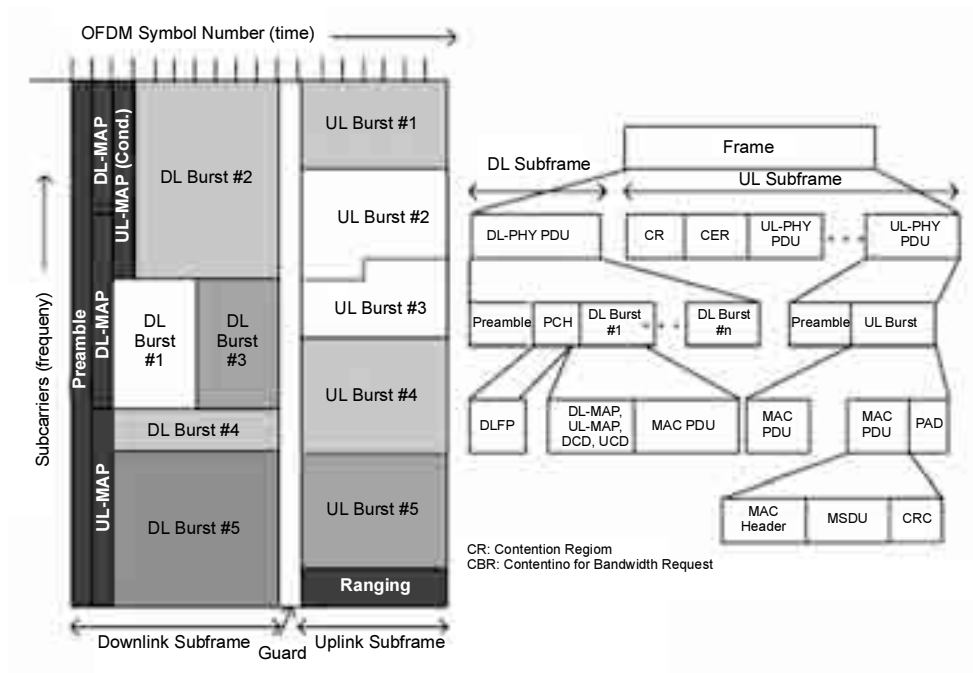 OFDM Symbol Number (time)
Subcarriers (frequeny)
Preamble
DL-MAP
DL-MAP
UL-MAP
UL-MAP (Cond.)
DL Burst #2
DL
Burst
#1
DL
Burst
#3
DL Burst #4
DL Burst #5
UL Burst #1
UL Burst #2
UL Burst #3
UL Burst #4
UL Burst #5
Ranging
Downlink Subframe
Guard
Uplink Subframe
Frame
DL Subframe
UL Subframe
DL-PHY PDU
CR
CER
UL-PHY
PDU
UL-PHY
PDU
Preamble
PCH
DL Burst
#1
DL Burst
#n
Preamble
UL Burst
DLFP
DL-MAP,
UL-MAP,
DCD, UCD
MAC PDU
MAC
PDU
MAC
PDU
PAD
MAC
Header
MSDU
CRC
CR: Contention Regiom
CBR: Contentino for Bandwidth Request